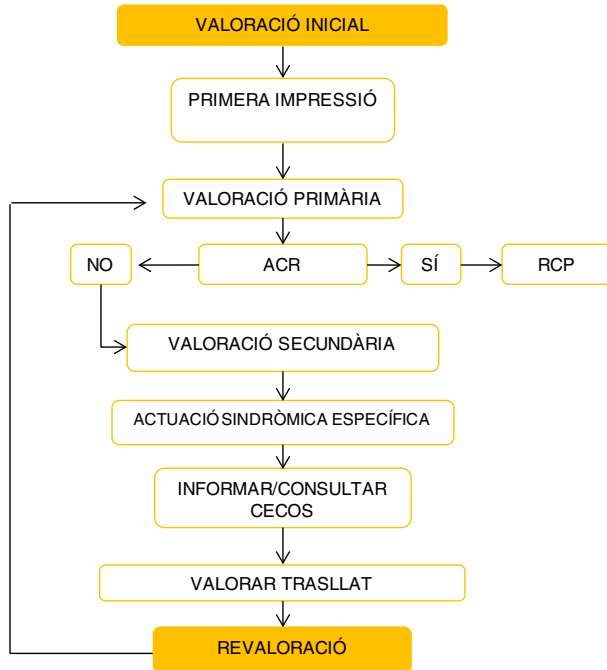 VALORACIÓ INICIAL
PRIMERA IMPRESSIÓ
VALORACIÓ PRIMÀRIA
NO
ACR
SÍ
RCP
VALORACIÓ SECUNDÀRIA
ACTUACIÓ SINDRÒMICA ESPECÍFICA
INFORMAR/CONSULTAR
CECOS
VALORAR TRASLLAT
REVALORACIÓ